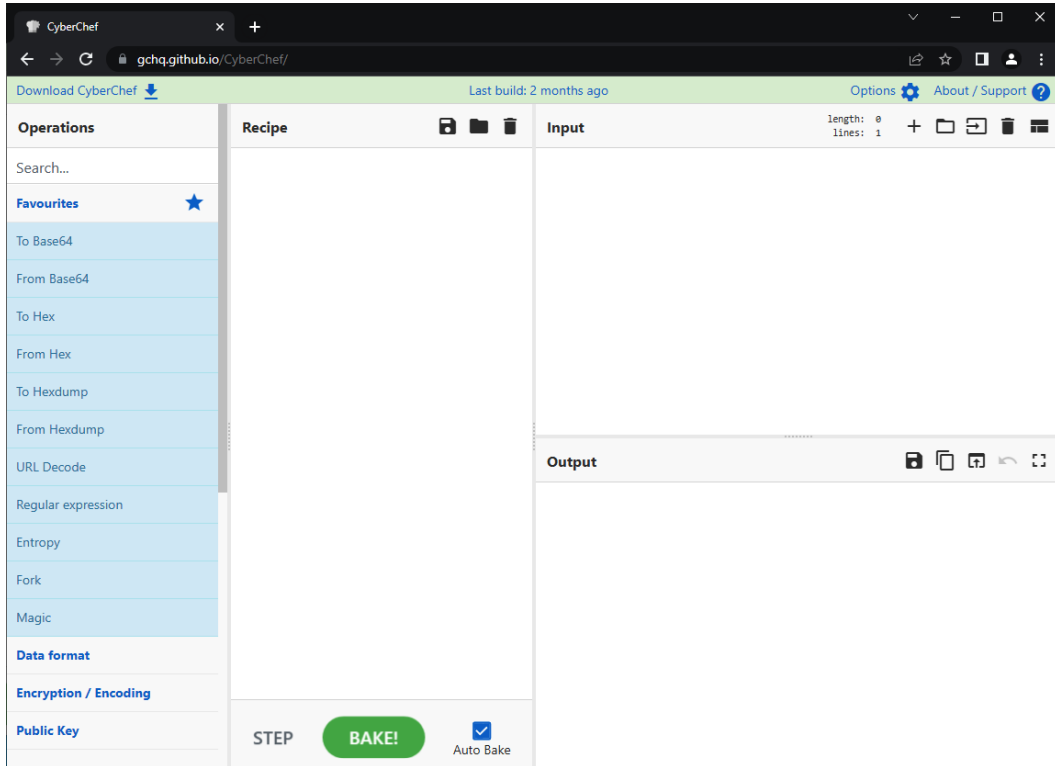 CyberChef
gchq.github.io/CyberChef/
Download CyberChef
Last build: 2 months ago
Options
About / Support
Operations
Recipe
Input
length: 0
lines: 1
Search...
Favourites
To Base64
From Base64
To Hex
From Hex
To Hexdump
From Hexdump
URL Decode
Regular expression
Entropy
Fork
Magic
Data format
Encryption / Encoding
Public Key
STEP
BAKE!
Auto Bake
Output